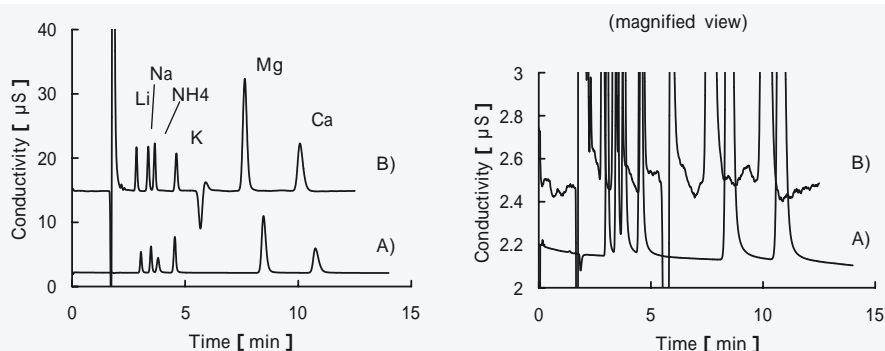 (magnified view)
40
30
20
10
0
Conductivity [ µS ]
Li
Na
NH4
K
Mg
Ca
B)
A)
0
5
10
15
Time [ min ]
3
2.8
2.6
2.4
2.2
2
Conductivity [ µS ]
B)
A)
0
5
10
15
Time [ min ]